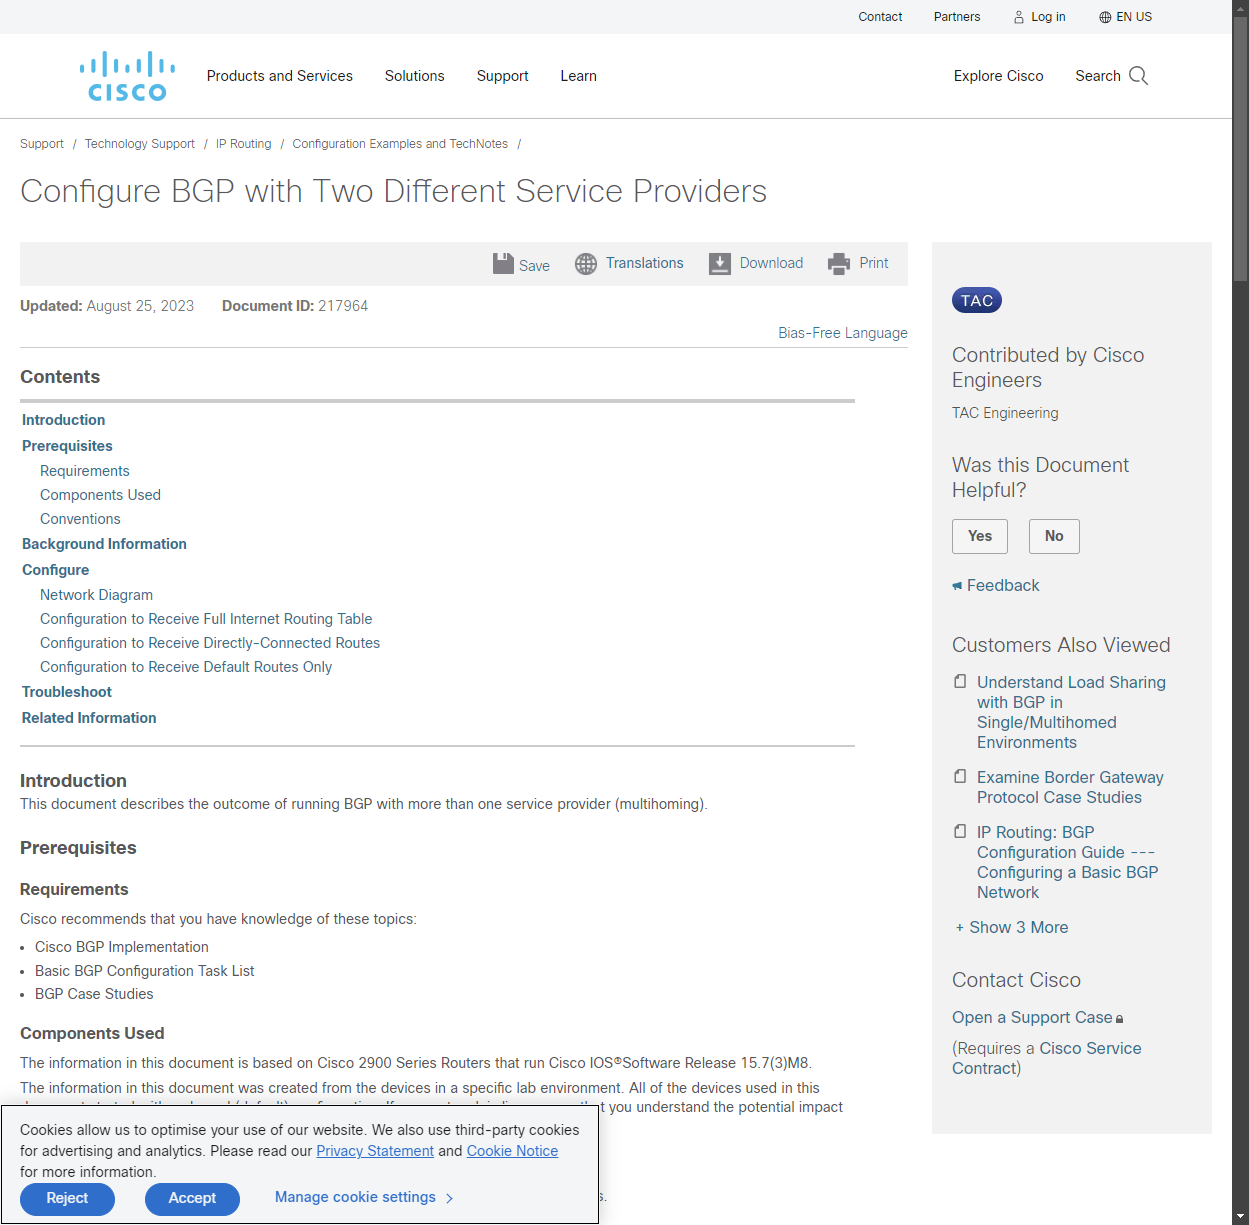 Contact Partners Log in EN US
CISCO
Products and Services Solutions Support Learn Explore Cisco Search
Support / Technology Support / IP Routing / Configuration Examples and TechNotes /
Configure BGP with Two Different Service Providers
Save Translations Download Print
Updated: August 25, 2023 Document ID: 217964
Bias-Free Language
Contents
Introduction
Prerequisites
Requirements
Components Used
Conventions
Background Information
Configure
Network Diagram
Configuration to Receive Full Internet Routing Table
Configuration to Receive Directly-Connected Routes
Configuration to Receive Default Routes Only
Troubleshoot
Related Information
Introduction
This document describes the outcome of running BGP with more than one service provider (multihoming).
Prerequisites
Requirements
Cisco recommends that you have knowledge of these topics:
• Cisco BGP Implementation
• Basic BGP Configuration Task List
• BGP Case Studies
Components Used
The information in this document is based on Cisco 2900 Series Routers that run Cisco IOS®Software Release 15.7(3)M8.
The information in this document was created from the devices in a specific lab environment. All of the devices used in this
t you understand the potential impact
s.
TAC
Contributed by Cisco
Engineers
TAC Engineering
Was this Document
Helpful?
Yes No
Feedback
Customers Also Viewed
Understand Load Sharing
with BGP in
Single/Multihomed
Environments
Examine Border Gateway
Protocol Case Studies
IP Routing: BGP
Configuration Guide ---
Configuring a Basic BGP
Network
+ Show 3 More
Contact Cisco
Open a Support Case
(Requires a Cisco Service
Contract)
Cookies allow us to optimise your use of our website. We also use third-party cookies
for advertising and analytics. Please read our Privacy Statement and Cookie Notice
for more information.
Reject Accept Manage cookie settings